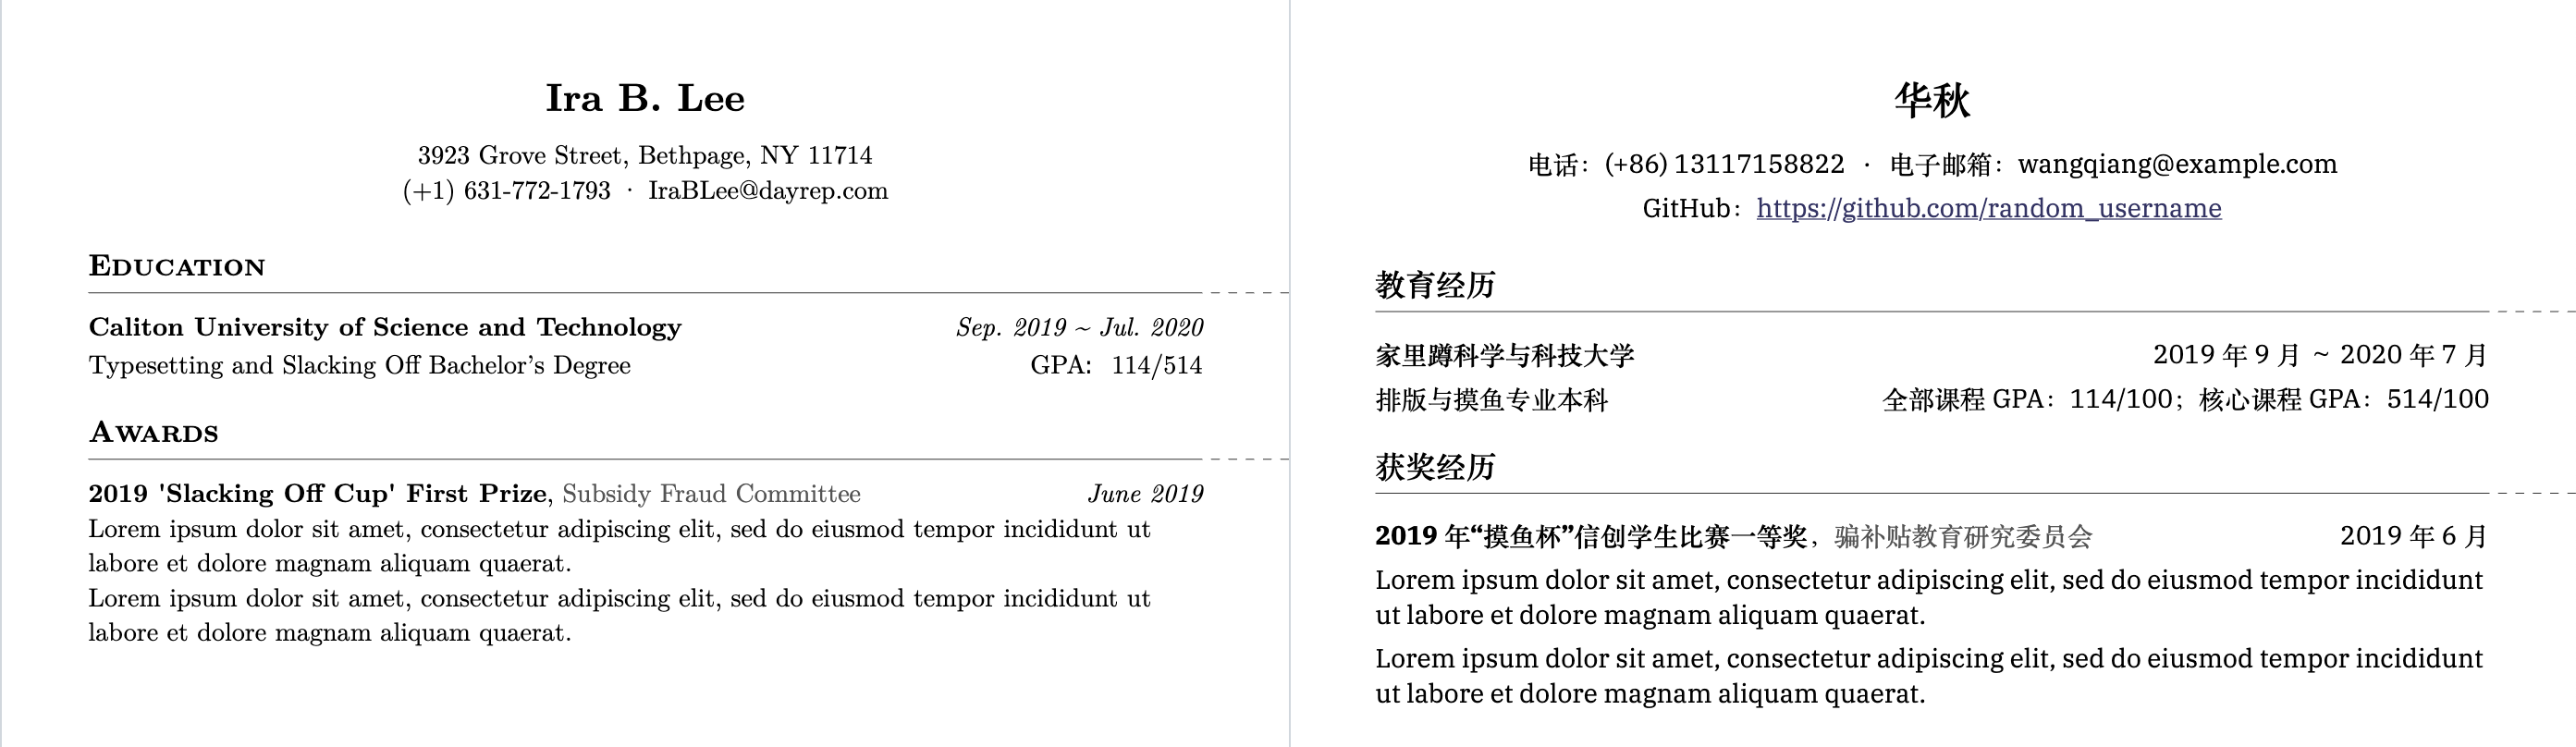 Ira B. Lee
3923 Grove Street, Bethpage, NY 11714
(+1) 631-772-1793 · IraBLee@dayrep.com
Education
Caliton University of Science and Technology Sep. 2019 ~ Jul. 2020
Typesetting and Slacking Off Bachelor’s Degree GPA: 114/514
Awards
2019 'Slacking Off Cup' First Prize, Subsidy Fraud Committee June 2019
Lorem ipsum dolor sit amet, consectetur adipiscing elit, sed do eiusmod tempor incididunt ut
labore et dolore magnam aliquam quaerat.
Lorem ipsum dolor sit amet, consectetur adipiscing elit, sed do eiusmod tempor incididunt ut
labore et dolore magnam aliquam quaerat.
华秋
电话：(+86) 13117158822 · 电子邮箱：wangqiang@example.com
GitHub：https://github.com/random_username
教育经历
家里蹲科学与科技大学 2019 年 9 月 ~ 2020 年 7 月
排版与摸鱼专业本科 全部课程 GPA：114/100；核心课程 GPA：514/100
获奖经历
2019 年“摸鱼杯”信创学生比赛一等奖，骗补贴教育研究委员会 2019 年 6 月
Lorem ipsum dolor sit amet, consectetur adipiscing elit, sed do eiusmod tempor incididunt
ut labore et dolore magnam aliquam quaerat.
Lorem ipsum dolor sit amet, consectetur adipiscing elit, sed do eiusmod tempor incididunt
ut labore et dolore magnam aliquam quaerat.